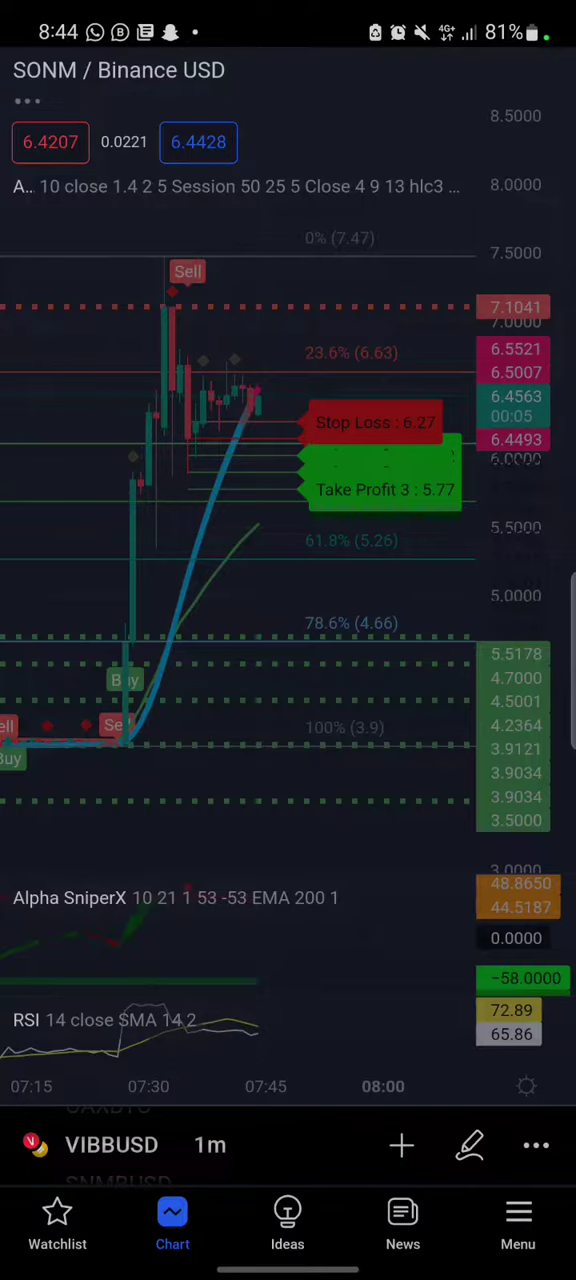 8:44 81%
SONM / Binance USD
8.5000
6.4207 0.0221 6.4428
A.. 10 close 1.4 2 5 Session 50 25 5 Close 4 9 13 hlc3 ...
8.0000
0% (7.47)
7.5000
Sell
7.1041
7.0000
23.6% (6.63)
6.5521
6.5007
6.4563
00:05
Stop Loss : 6.27
6.4493
6.0000
Take Profit 3 : 5.77
5.5000
61.8% (5.26)
5.0000
78.6% (4.66)
5.5178
Buy
4.7000
4.5001
ell Sell
100% (3.9)
4.2364
3.9121
Buy
3.9034
3.9034
3.5000
3.0000
48.8650
Alpha SniperX 10 21 1 53 -53 EMA 200 1
44.5187
0.0000
−58.0000
RSI 14 close SMA 14 2
72.89
65.86
07:15 07:30 07:45 08:00
VIBBUSD 1m
SNMBUSD
Watchlist Chart Ideas News Menu